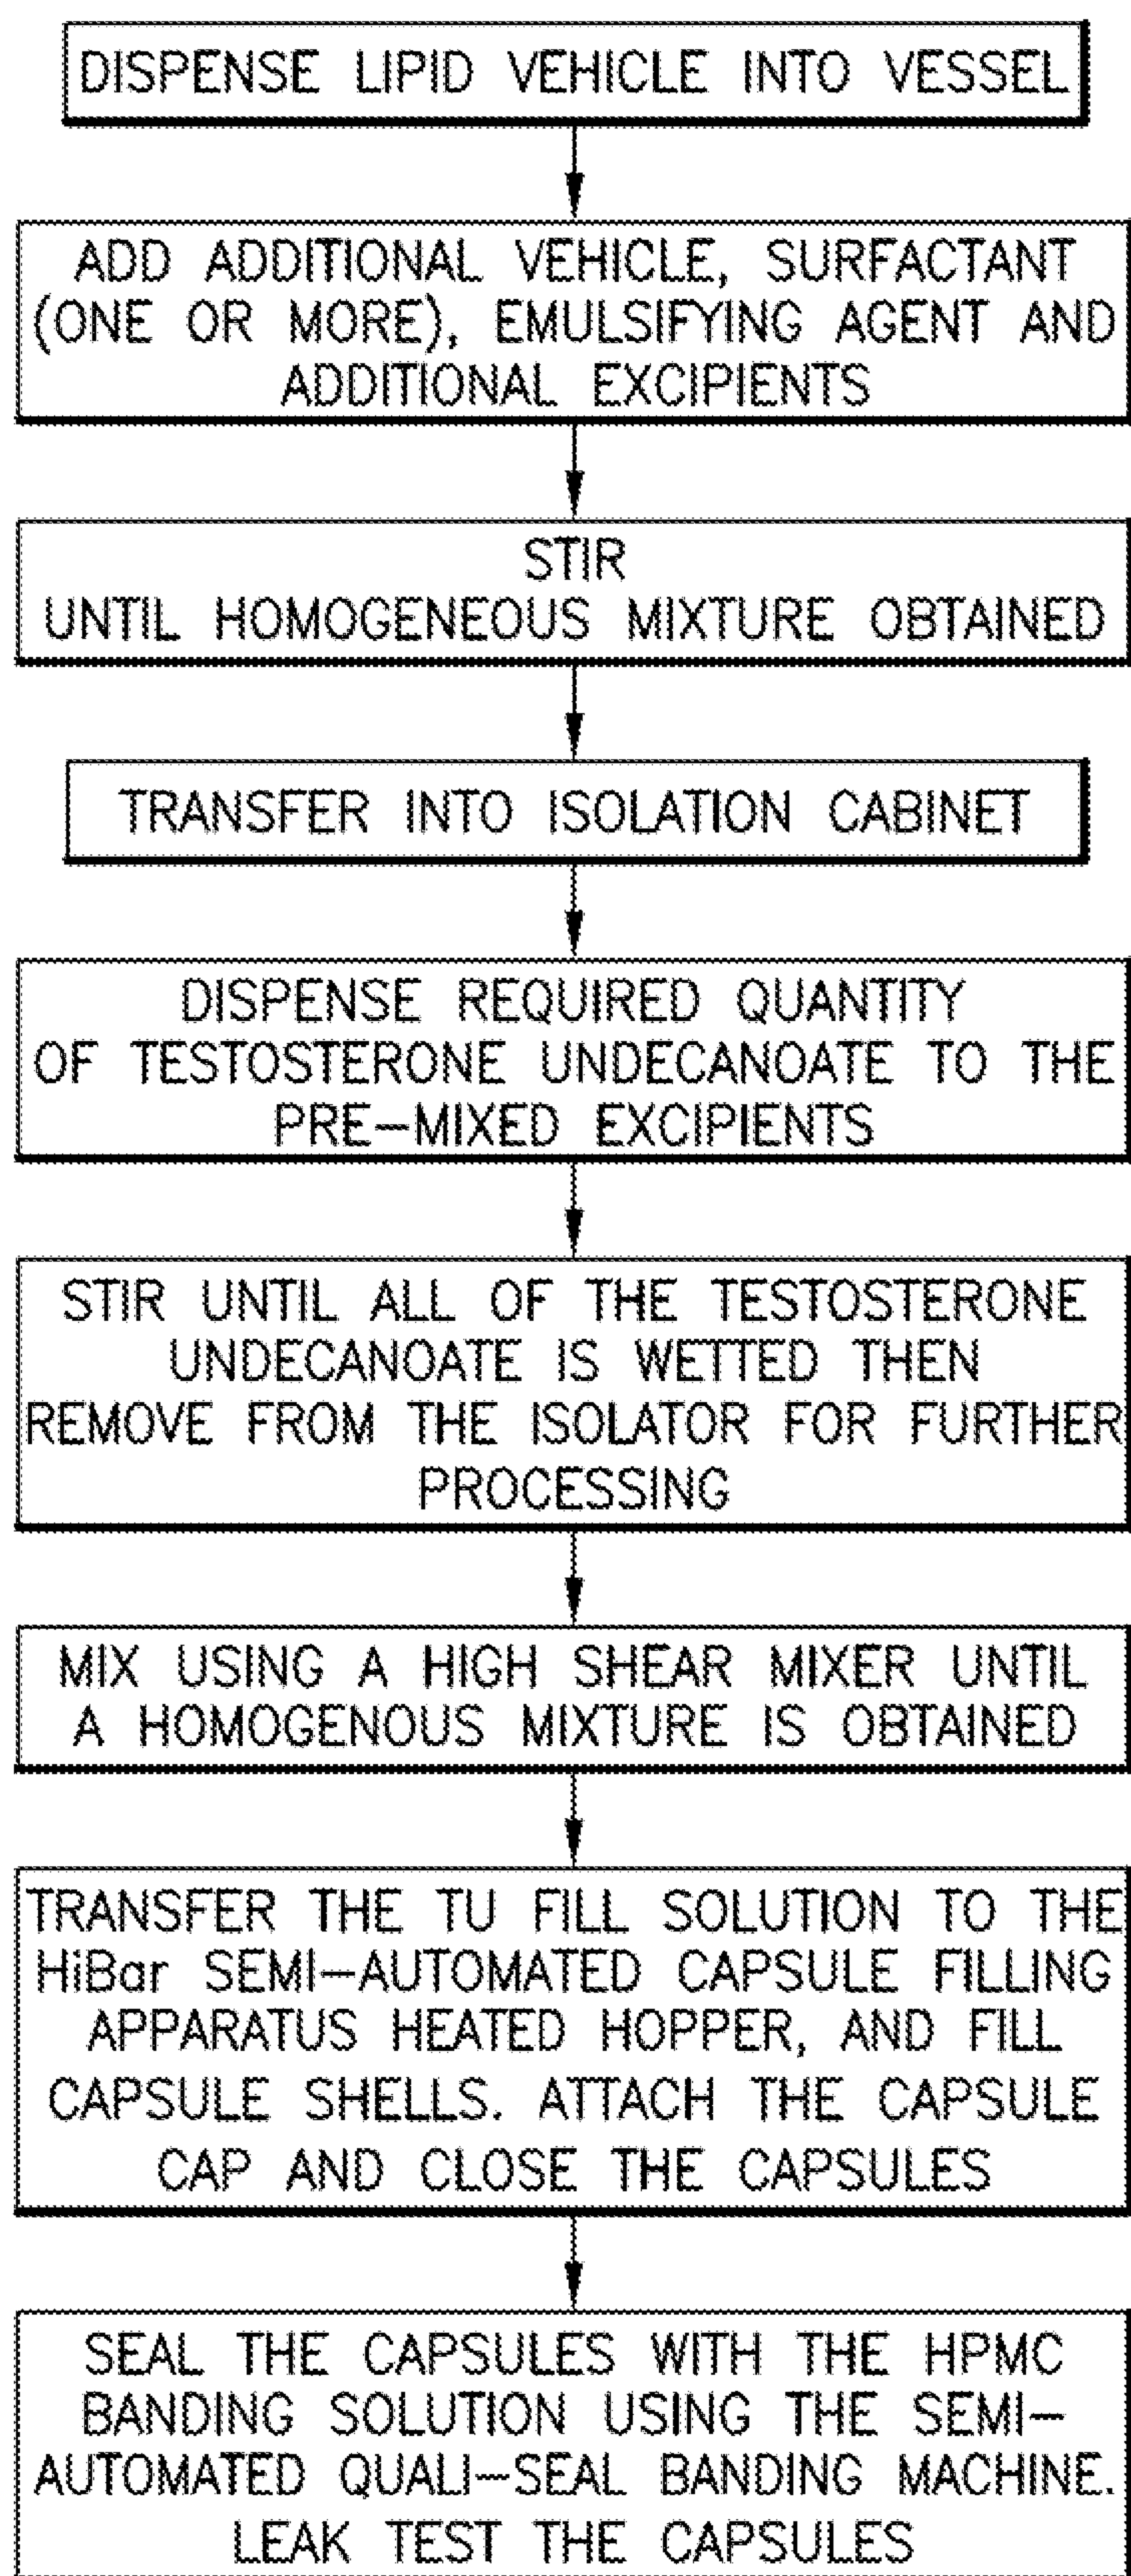 DISPENSE LIPID VEHICLE INTO VESSEL
ADD ADDITIONAL VEHICLE, SURFACTANT
(ONE OR MORE), EMULSIFYING AGENT AND
ADDITIONAL EXCIPIENTS
STIR
UNTIL HOMOGENEOUS MIXTURE OBTAINED
TRANSFER INTO ISOLATION CABINET
DISPENSE REQUIRED QUANTITY
OF TESTOSTERONE UNDECANOATE TO THE
PRE-MIXED EXCIPIENTS
STIR UNTIL ALL OF THE TESTOSTERONE
UNDECANOATE IS WETTED THEN
REMOVE FROM THE ISOLATOR FOR FURTHER
PROCESSING
MIX USING A HIGH SHEAR MIXER UNTIL
A HOMOGENOUS MIXTURE IS OBTAINED
TRANSFER THE TU FILL SOLUTION TO THE
HiBar SEMI-AUTOMATED CAPSULE FILLING
APPARATUS HEATED HOPPER, AND FILL
CAPSULE SHELLS. ATTACH THE CAPSULE
CAP AND CLOSE THE CAPSULES
SEAL THE CAPSULES WITH THE HPMC
BANDING SOLUTION USING THE SEMI-
AUTOMATED QUALI-SEAL BANDING MACHINE.
LEAK TEST THE CAPSULES